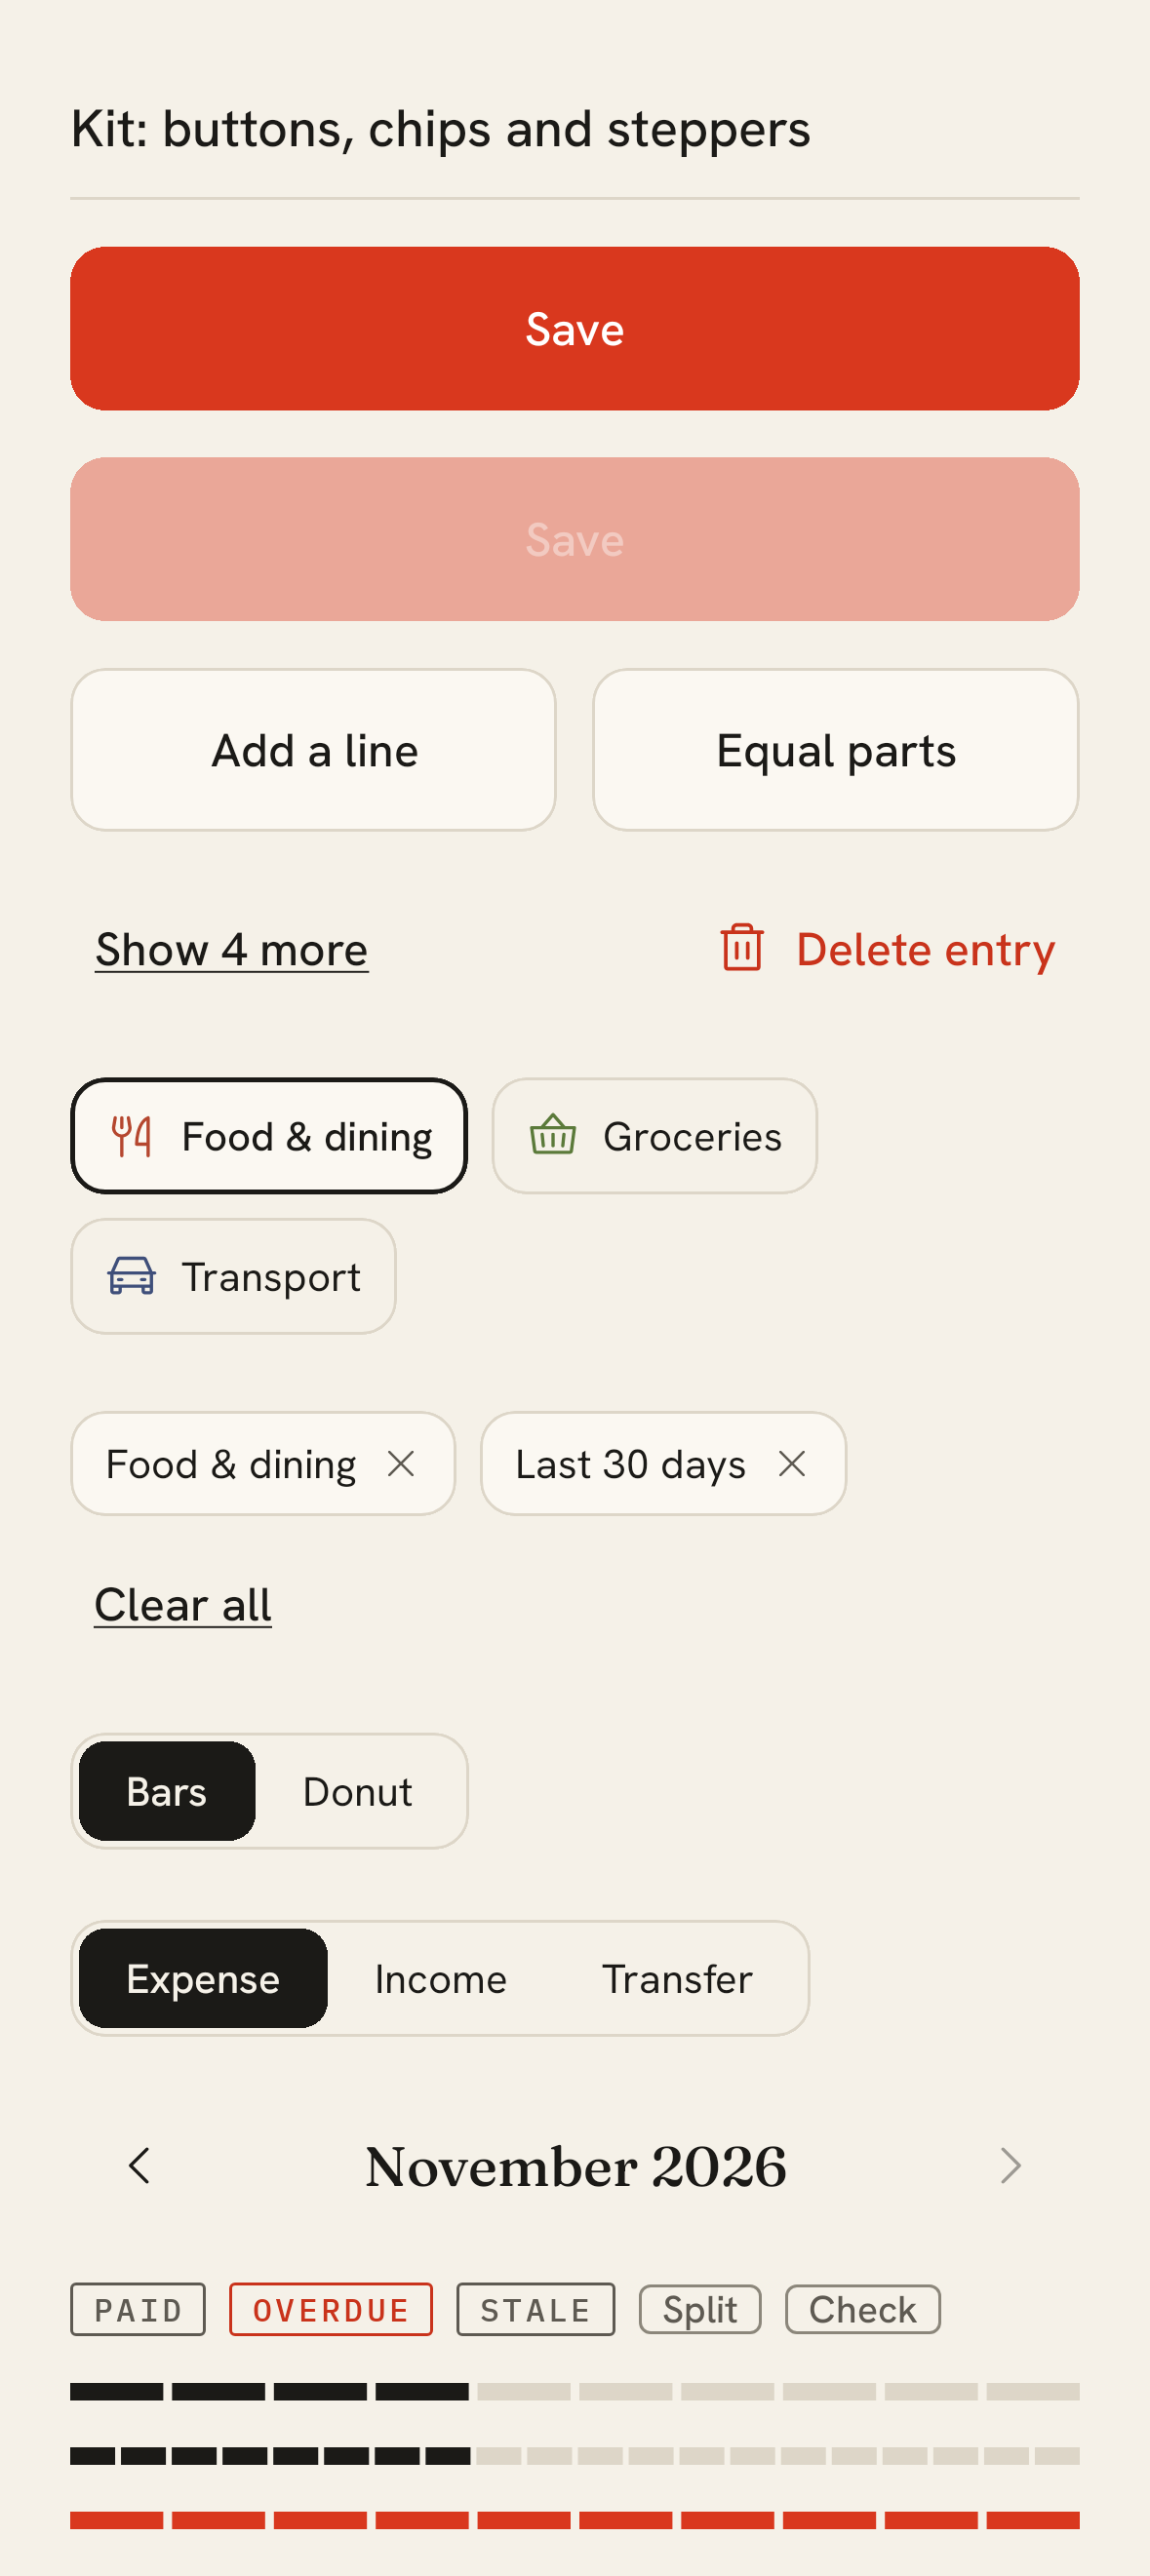 Kit: buttons, chips and steppers
Save
Save
Add a line Equal parts
Show 4 more Delete entry
Food & dining Groceries
Transport
Food & dining Last 30 days
Clear all
Bars Donut
Expense Income Transfer
November 2026
PAID OVERDUE STALE Split Check